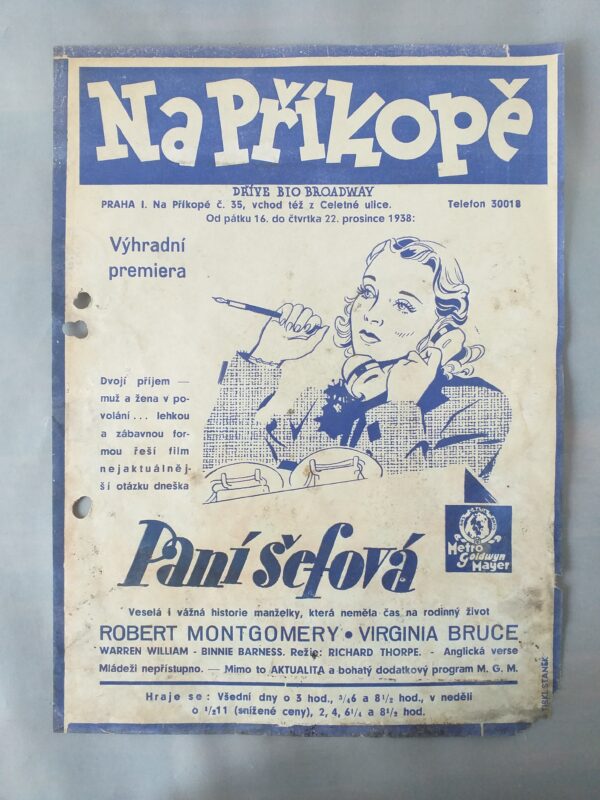 Na Příkopě
DŘÍVE BIO BROADWAY
PRAHA I. Na Příkopě č. 35, vchod též z Celetné ulice. Telefon 30018
Od pátku 16. do čtvrtka 22. prosince 1938:
Výhradní
premiera
Dvojí příjem —
muž a žena v po-
volání ... lehkou
a zábavnou for-
mou řeší film
nejaktuálněj-
ší otázku dneška
Paní šefová
Metro
Goldwyn
Mayer
Veselá i vážná historie manželky, která neměla čas na rodinný život
ROBERT MONTGOMERY • VIRGINIA BRUCE
WARREN WILLIAM - BINNIE BARNESS. Režie: RICHARD THORPE. - Anglická verse
Mládeži nepřístupno. — Mimo to AKTUALITA a bohatý dodatkový program M. G. M.
Hraje se: Všední dny o 3 hod., ³/₄6 a 8¹/₂ hod., v neděli
o ¹/₂11 (snížené ceny), 2, 4, 6¹/₄ a 8¹/₂ hod.
STANĚK